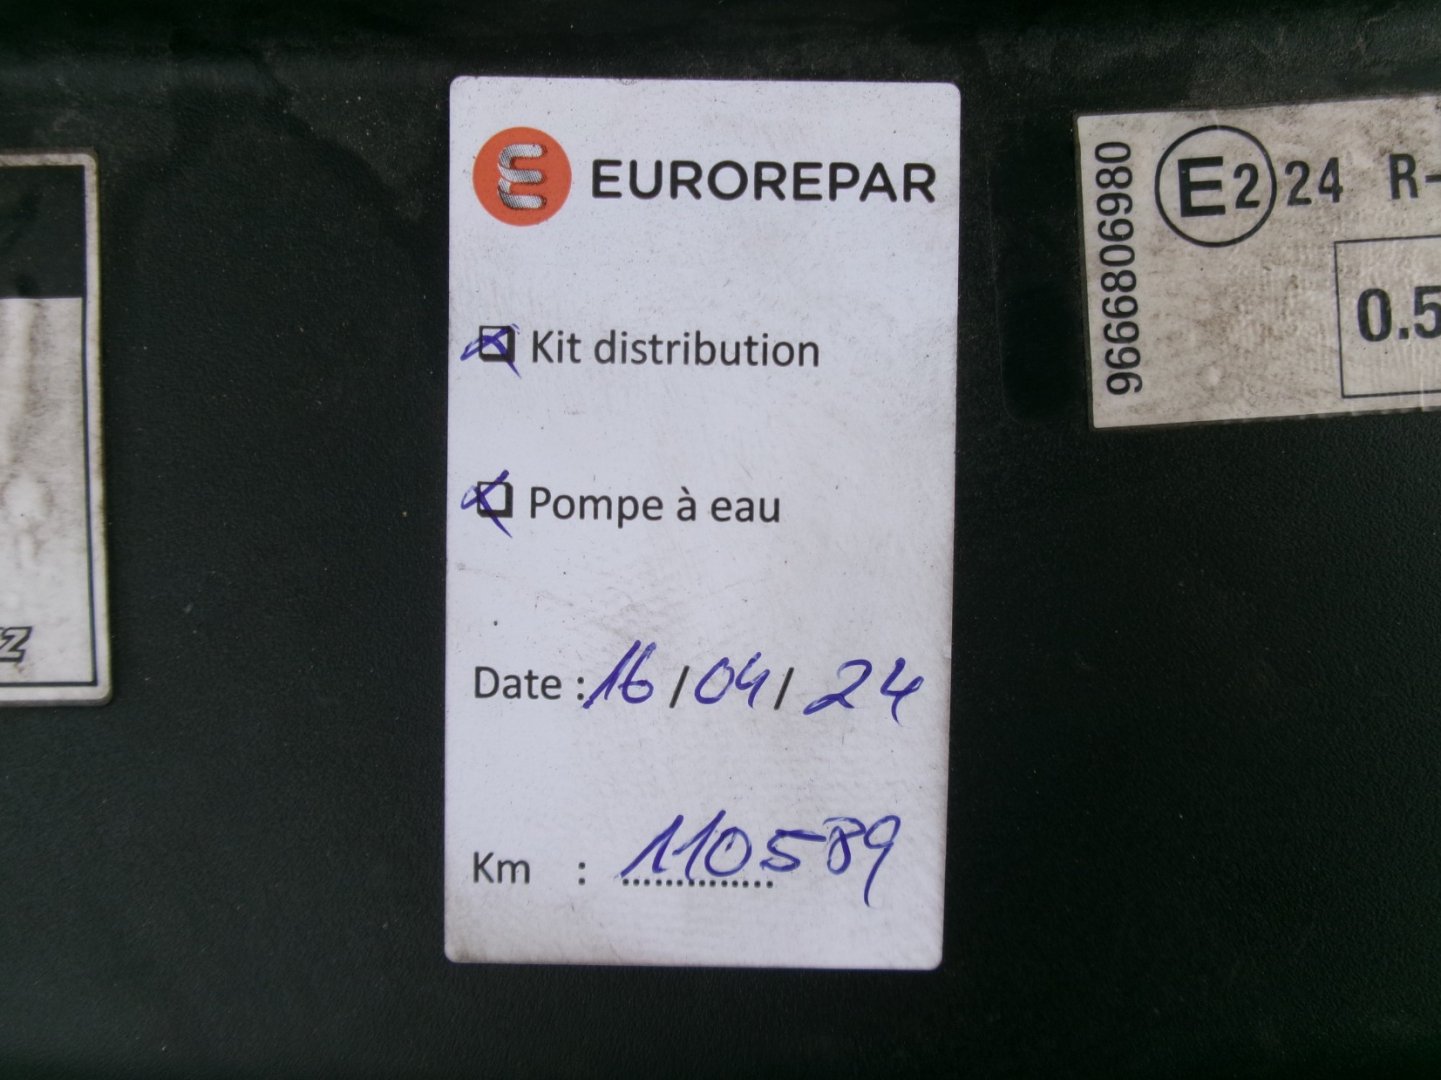 EUROREPAR
Kit distribution
Pompe à eau
Date : 16 / 04 / 24
Km : 110589
9666806980
E2 24 R-
0.5
z